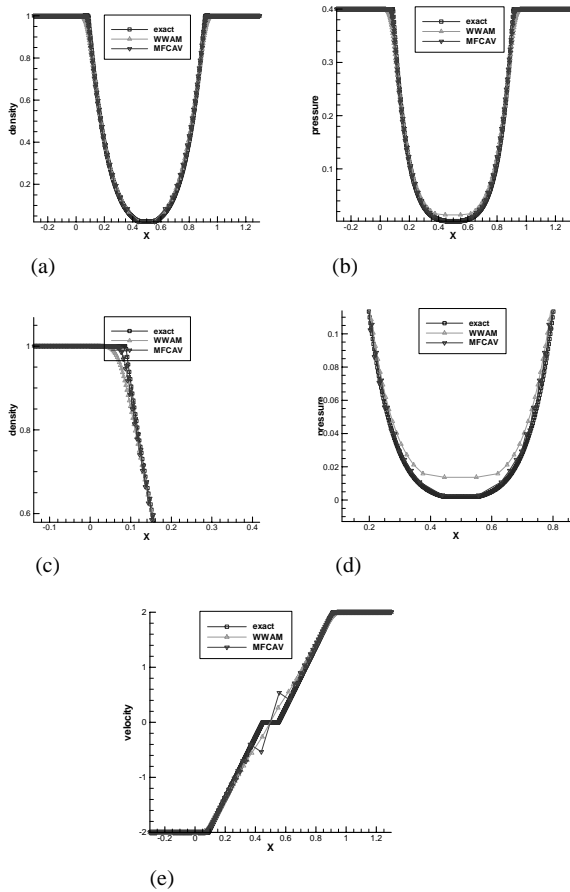 exact
WWAM
MFCAV
density
1
0.8
0.6
0.4
0.2
-0.2 0 0.2 0.4 0.6 0.8 1 1.2
X
(a)
exact
WWAM
MFCAV
pressure
0.4
0.3
0.2
0.1
-0.2 0 0.2 0.4 0.6 0.8 1 1.2
X
(b)
exact
WWAM
MFCAV
density
1
0.8
0.6
-0.1 0 0.1 0.2 0.3 0.4
X
(c)
exact
WWAM
MFCAV
Pressure
0.1
0.08
0.06
0.04
0.02
0
0.2 0.4 0.6 0.8
X
(d)
exact
WWAM
MFCAV
velocity
2
1
0
-1
-2
-0.2 0 0.2 0.4 0.6 0.8 1 1.2
X
(e)